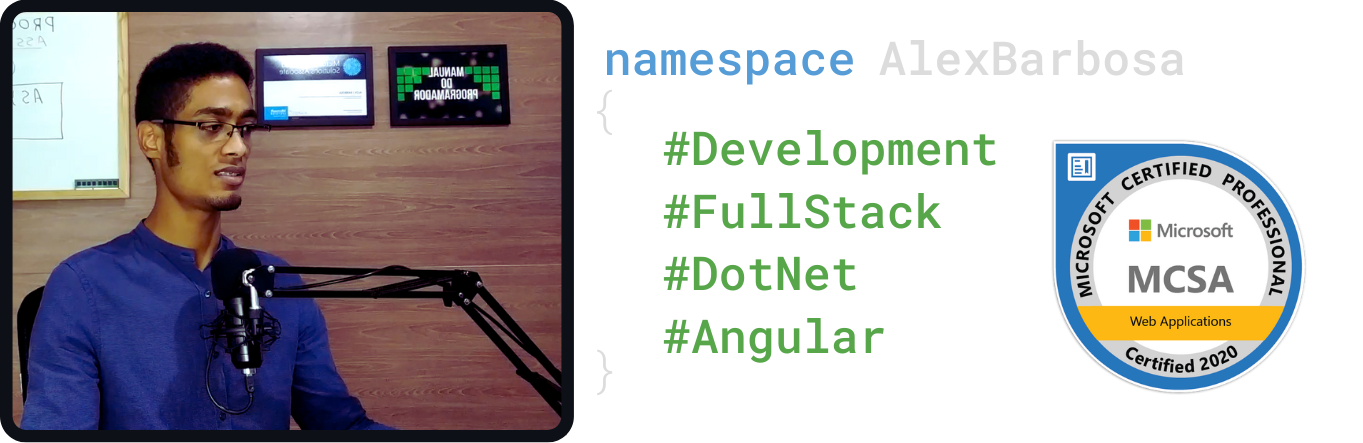 PROG
ASS
AS
Solutions Associate
MANUAL
DO
PROGRAMADOR
namespace AlexBarbosa
{
#Development
#FullStack
#DotNet
#Angular
}
MICROSOFT CERTIFIED PROFESSIONAL
Microsoft
MCSA
Web Applications
Certified 2020